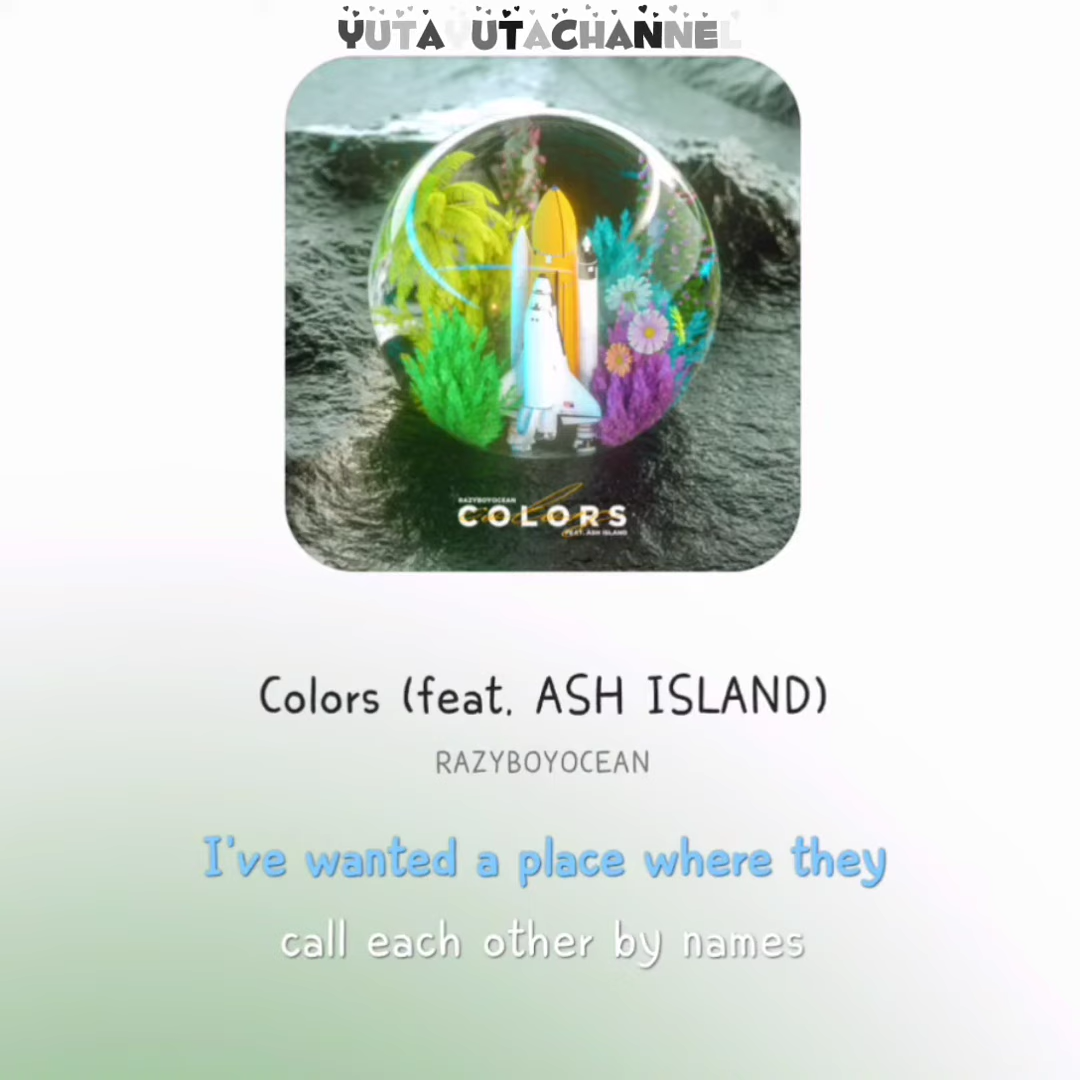 YUTAYUTACHANNEL
RAZYBOYOCEAN
COLORS
FEAT. ASH ISLAND
Colors (feat. ASH ISLAND)
RAZYBOYOCEAN
I've wanted a place where they
call each other by names